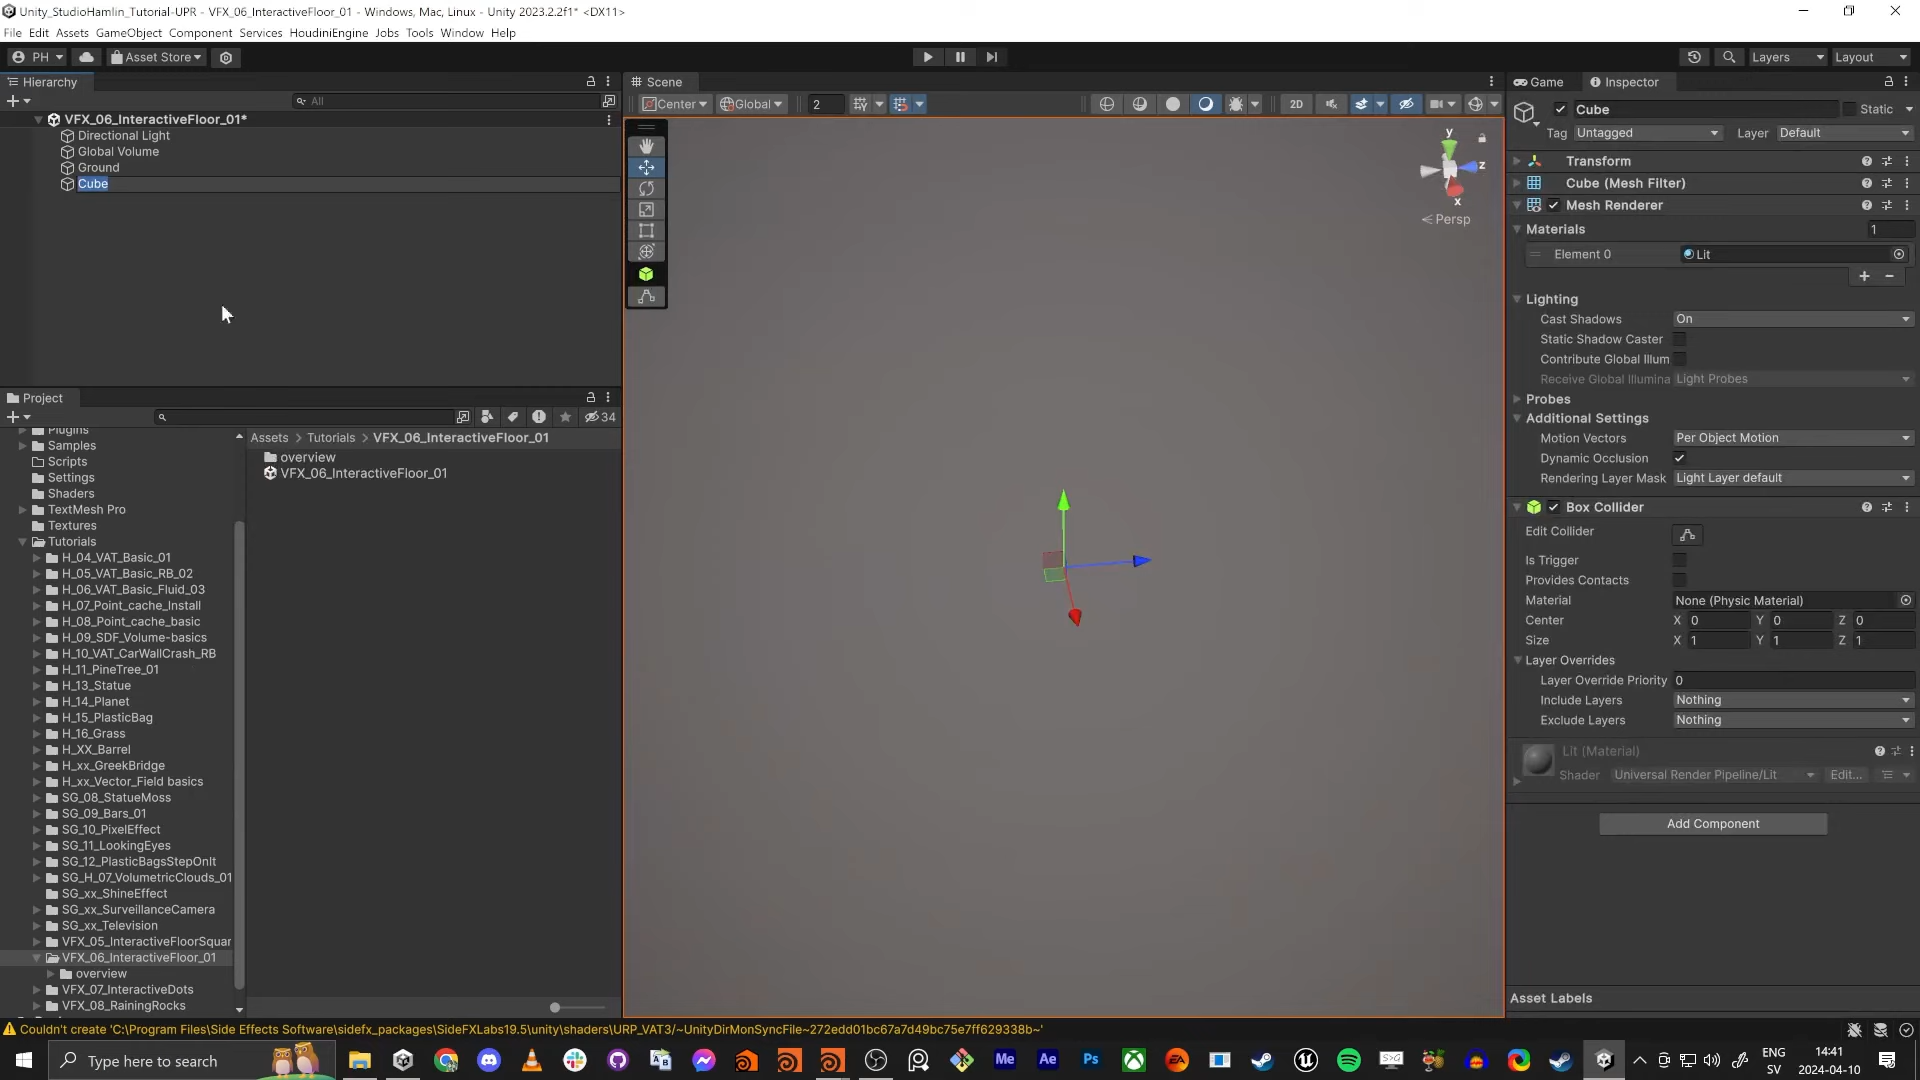 Unity_StudioHamlin_Tutorial-UPR - VFX_06_InteractiveFloor_01 - Windows, Mac, Linux - Unity 2023.2.2f1* <DX11>
File Edit Assets GameObject Component Services HoudiniEngine Jobs Tools Window Help
PH Asset Store Layers Layout
Hierarchy
All
VFX_06_InteractiveFloor_01*
Directional Light
Global Volume
Ground
Cube
Project
34
Plugins
Samples
Scripts
Settings
Shaders
TextMesh Pro
Textures
Tutorials
H_04_VAT_Basic_01
H_05_VAT_Basic_RB_02
H_06_VAT_Basic_Fluid_03
H_07_Point_cache_Install
H_08_Point_cache_basic
H_09_SDF_Volume-basics
H_10_VAT_CarWallCrash_RB
H_11_PineTree_01
H_13_Statue
H_14_Planet
H_15_PlasticBag
H_16_Grass
H_XX_Barrel
H_xx_GreekBridge
H_xx_Vector_Field basics
SG_08_StatueMoss
SG_09_Bars_01
SG_10_PixelEffect
SG_11_LookingEyes
SG_12_PlasticBagsStepOnIt
SG_H_07_VolumetricClouds_01
SG_xx_ShineEffect
SG_xx_SurveillanceCamera
SG_xx_Television
VFX_05_InteractiveFloorSquar
VFX_06_InteractiveFloor_01
overview
VFX_07_InteractiveDots
VFX_08_RainingRocks
Assets > Tutorials > VFX_06_InteractiveFloor_01
overview
VFX_06_InteractiveFloor_01
Scene
Center Global 2 2D
y
z
x
Persp
Game Inspector
Cube Static
Tag Untagged Layer Default
Transform
Cube (Mesh Filter)
Mesh Renderer
Materials 1
Element 0 Lit
Lighting
Cast Shadows On
Static Shadow Caster
Contribute Global Illum
Receive Global Illumina Light Probes
Probes
Additional Settings
Motion Vectors Per Object Motion
Dynamic Occlusion
Rendering Layer Mask Light Layer default
Box Collider
Edit Collider
Is Trigger
Provides Contacts
Material None (Physic Material)
Center X 0 Y 0 Z 0
Size X 1 Y 1 Z 1
Layer Overrides
Layer Override Priority 0
Include Layers Nothing
Exclude Layers Nothing
Lit (Material)
Shader Universal Render Pipeline/Lit Edit...
Add Component
Asset Labels
Couldn't create 'C:\Program Files\Side Effects Software\sidefx_packages\SideFXLabs19.5\unity\shaders\URP_VAT3/~UnityDirMonSyncFile~272edd01bc67a7d49bc75e7ff629338b~'
Type here to search
Me Ae Ps EA S>G
ENG 14:41
SV 2024-04-10